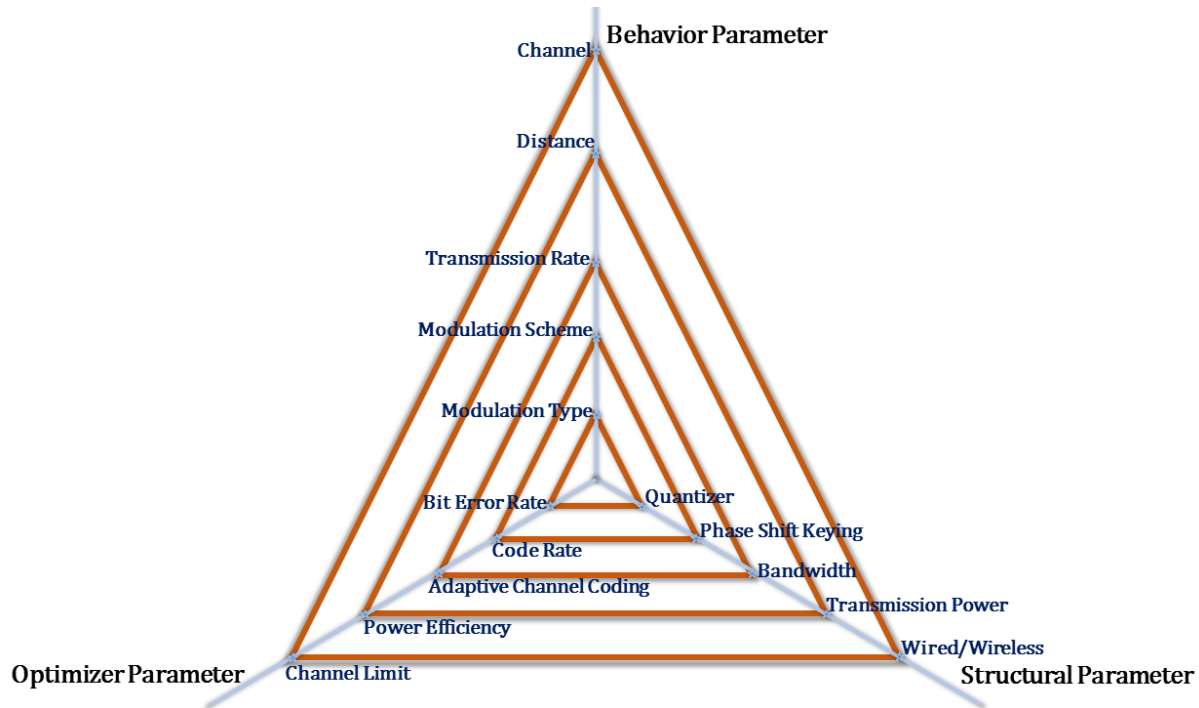 Behavior Parameter
Channel
Distance
Transmission Rate
Modulation Scheme
Modulation Type
Bit Error Rate
Quantizer
Phase Shift Keying
Code Rate
Bandwidth
Adaptive Channel Coding
Transmission Power
Power Efficiency
Wired/Wireless
Optimizer Parameter
Channel Limit
Structural Parameter